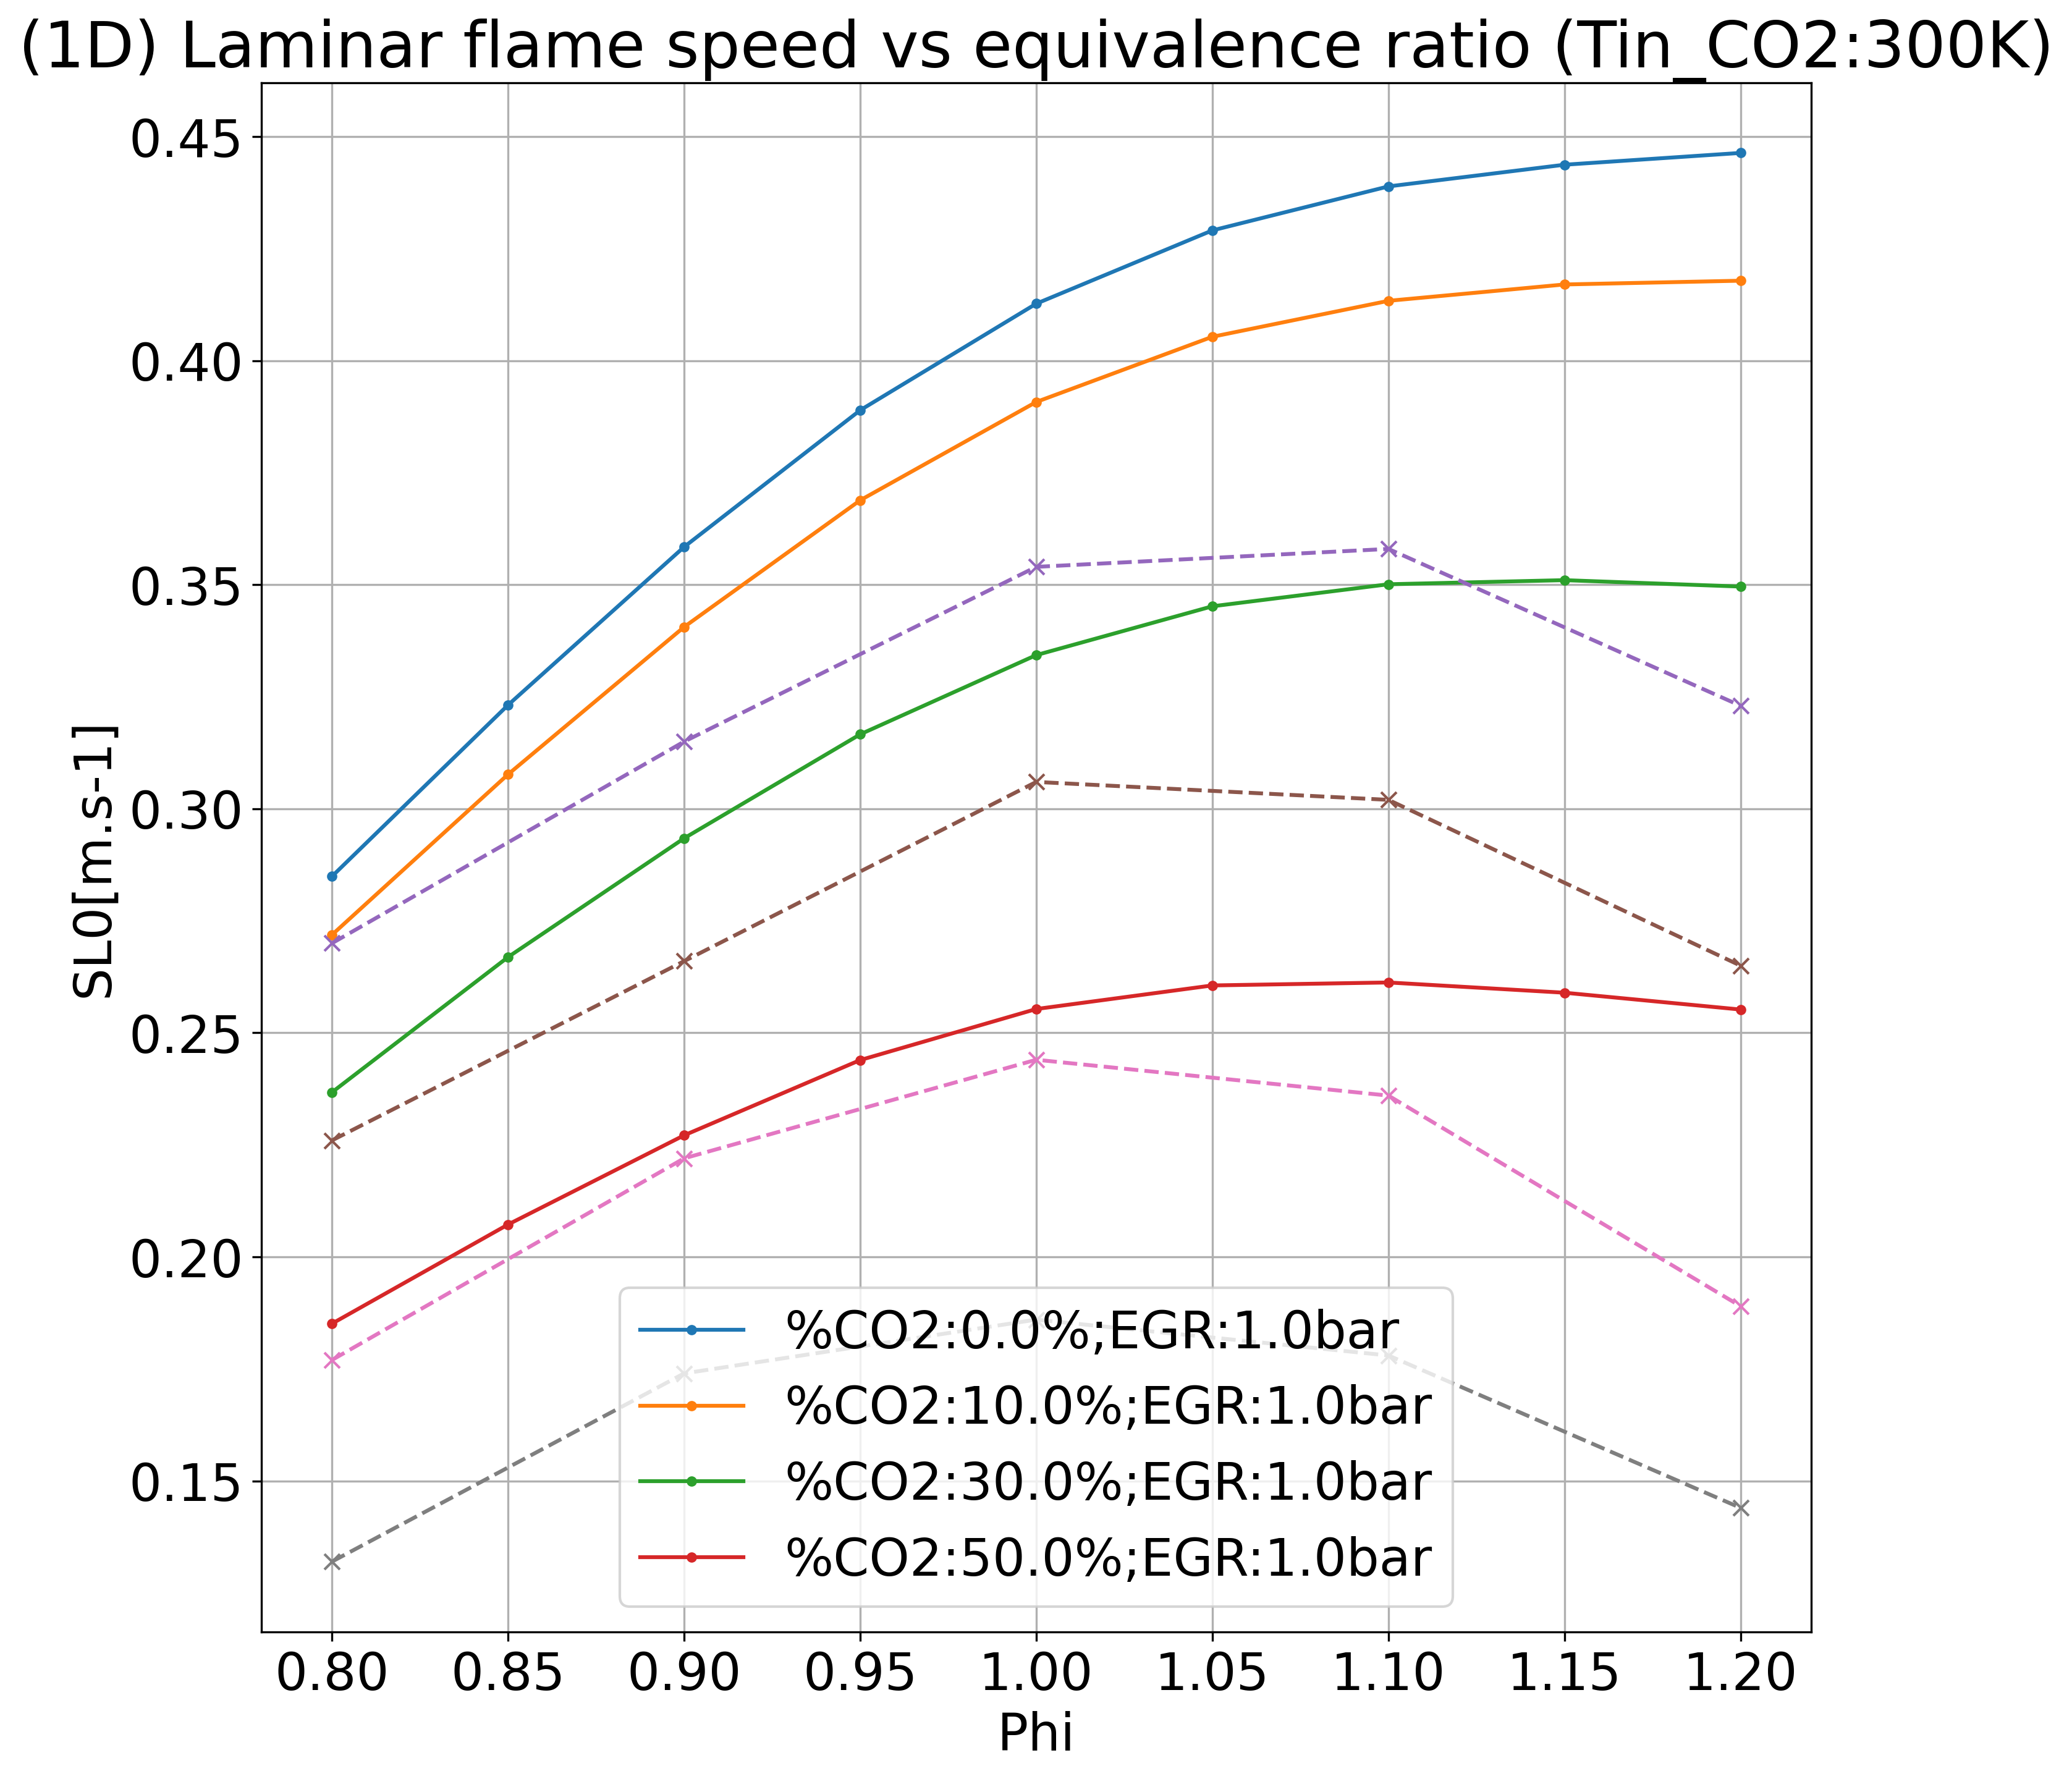 (1D) Laminar flame speed vs equivalence ratio (Tin_CO2:300K)
0.45
0.40
0.35
0.30
0.25
0.20
0.15
SL0[m.s-1]
%CO2:0.0%;EGR:1.0bar
%CO2:10.0%;EGR:1.0bar
%CO2:30.0%;EGR:1.0bar
%CO2:50.0%;EGR:1.0bar
0.80 0.85 0.90 0.95 1.00 1.05 1.10 1.15 1.20
Phi